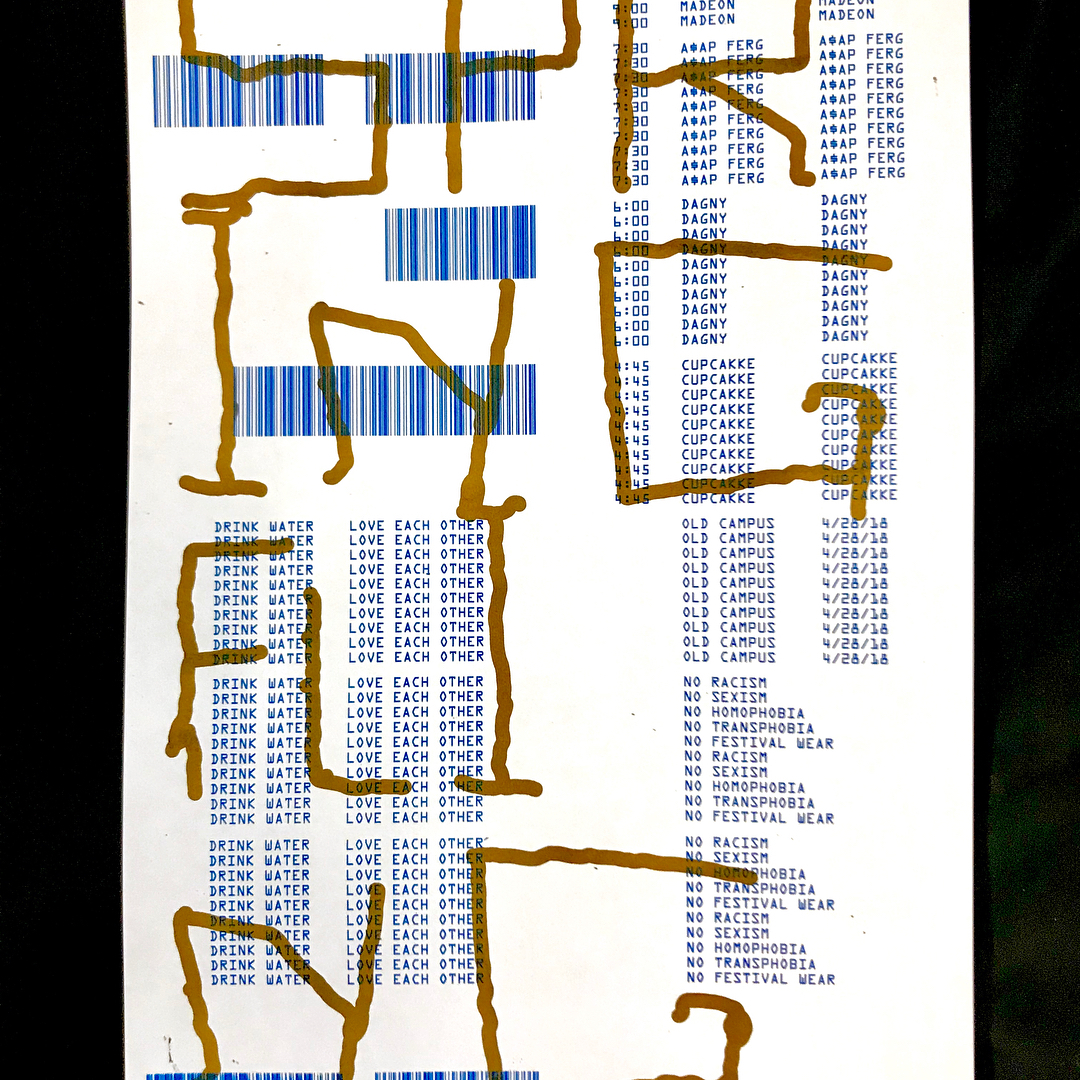 SPR
9:00 MADEON MADEON
9:00 MADEON MADEON
7:30 A$AP FERG A$AP FERG
7:30 A$AP FERG A$AP FERG
7:30 A$AP FERG A$AP FERG
7:30 A$AP FERG A$AP FERG
7:30 A$AP FERG A$AP FERG
7:30 A$AP FERG A$AP FERG
7:30 A$AP FERG A$AP FERG
7:30 A$AP FERG A$AP FERG
7:30 A$AP FERG A$AP FERG
7:30 A$AP FERG A$AP FERG
ING
6:00 DAGNY DAGNY
6:00 DAGNY DAGNY
6:00 DAGNY DAGNY
6:00 DAGNY DAGNY
6:00 DAGNY DAGNY
6:00 DAGNY DAGNY
6:00 DAGNY DAGNY
6:00 DAGNY DAGNY
6:00 DAGNY DAGNY
6:00 DAGNY DAGNY
4:45 CUPCAKKE CUPCAKKE
4:45 CUPCAKKE CUPCAKKE
4:45 CUPCAKKE CUPCAKKE
4:45 CUPCAKKE CUPCAKKE
4:45 CUPCAKKE CUPCAKKE
4:45 CUPCAKKE CUPCAKKE
4:45 CUPCAKKE CUPCAKKE
4:45 CUPCAKKE CUPCAKKE
4:45 CUPCAKKE CUPCAKKE
4:45 CUPCAKKE CUPCAKKE
FLI
DRINK WATER LOVE EACH OTHER OLD CAMPUS 4/28/18
DRINK WATER LOVE EACH OTHER OLD CAMPUS 4/28/18
DRINK WATER LOVE EACH OTHER OLD CAMPUS 4/28/18
DRINK WATER LOVE EACH OTHER OLD CAMPUS 4/28/18
DRINK WATER LOVE EACH OTHER OLD CAMPUS 4/28/18
DRINK WATER LOVE EACH OTHER OLD CAMPUS 4/28/18
DRINK WATER LOVE EACH OTHER OLD CAMPUS 4/28/18
DRINK WATER LOVE EACH OTHER OLD CAMPUS 4/28/18
DRINK WATER LOVE EACH OTHER OLD CAMPUS 4/28/18
DRINK WATER LOVE EACH OTHER OLD CAMPUS 4/28/18
DRINK WATER LOVE EACH OTHER NO RACISM
DRINK WATER LOVE EACH OTHER NO SEXISM
DRINK WATER LOVE EACH OTHER NO HOMOPHOBIA
DRINK WATER LOVE EACH OTHER NO TRANSPHOBIA
DRINK WATER LOVE EACH OTHER NO FESTIVAL WEAR
DRINK WATER LOVE EACH OTHER NO RACISM
DRINK WATER LOVE EACH OTHER NO SEXISM
DRINK WATER LOVE EACH OTHER NO HOMOPHOBIA
DRINK WATER LOVE EACH OTHER NO TRANSPHOBIA
DRINK WATER LOVE EACH OTHER NO FESTIVAL WEAR
NG
DRINK WATER LOVE EACH OTHER NO RACISM
DRINK WATER LOVE EACH OTHER NO SEXISM
DRINK WATER LOVE EACH OTHER NO HOMOPHOBIA
DRINK WATER LOVE EACH OTHER NO TRANSPHOBIA
DRINK WATER LOVE EACH OTHER NO FESTIVAL WEAR
DRINK WATER LOVE EACH OTHER NO RACISM
DRINK WATER LOVE EACH OTHER NO SEXISM
DRINK WATER LOVE EACH OTHER NO HOMOPHOBIA
DRINK WATER LOVE EACH OTHER NO TRANSPHOBIA
DRINK WATER LOVE EACH OTHER NO FESTIVAL WEAR